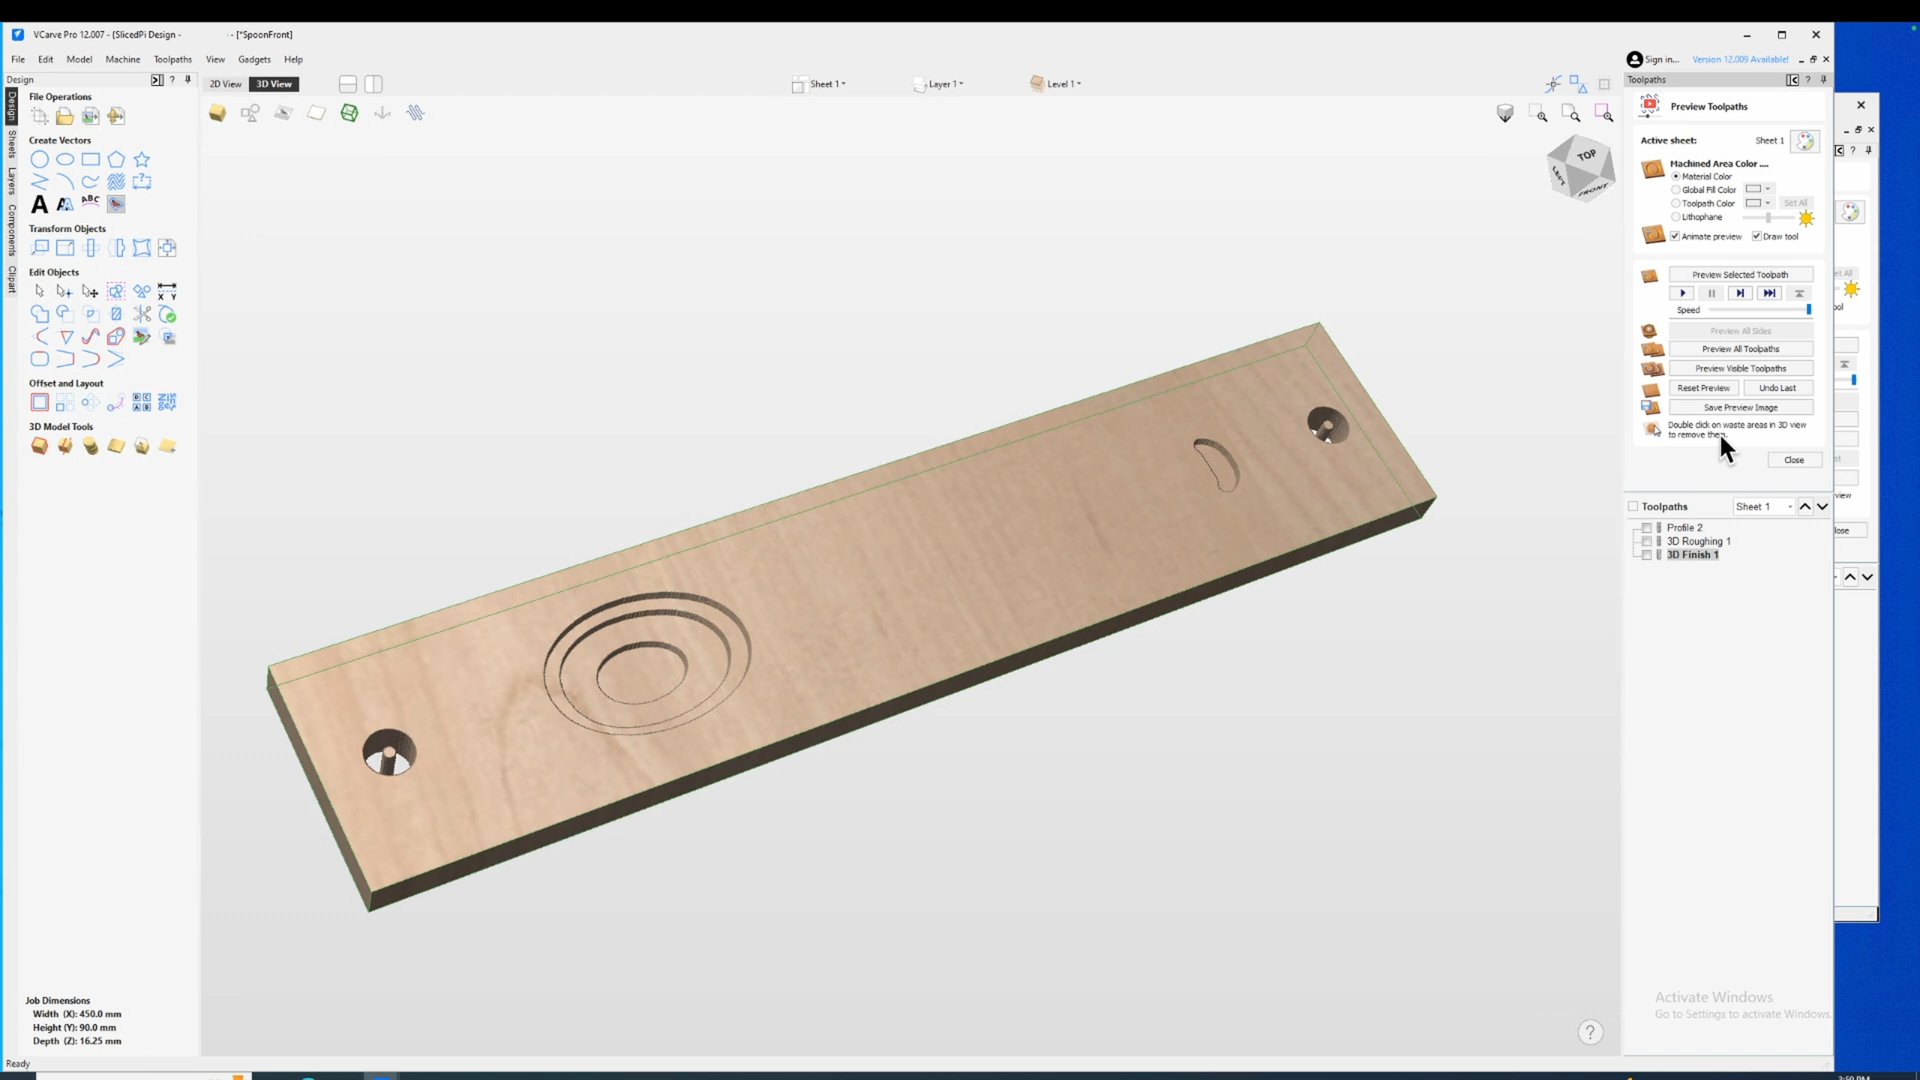 VCarve Pro 12.007 - {SlicedPi Design - - [*SpoonFront]
File Edit Model Machine Toolpaths View Gadgets Help
Sign in... Version 12.009 Available!
Design
2D View 3D View Sheet 1 Layer 1 Level 1
Toolpaths
Design
Sheets
Layers
Components
Clipart
File Operations
Create Vectors
Transform Objects
Edit Objects
X Y
Offset and Layout
3D Model Tools
Job Dimensions
Width (X): 450.0 mm
Height (Y): 90.0 mm
Depth (Z): 16.25 mm
Ready
TOP
LEFT
FRONT
Preview Toolpaths
Active sheet: Sheet 1
Machined Area Color ....
Material Color
Global Fill Color
Toolpath Color Set All
Lithophane
Animate preview Draw tool
Preview Selected Toolpath
Speed
Preview All Sides
Preview All Toolpaths
Preview Visible Toolpaths
Reset Preview Undo Last
Save Preview Image
Double click on waste areas in 3D view
to remove them.
Close
Toolpaths Sheet 1
Profile 2
3D Roughing 1
3D Finish 1
Activate Windows
Go to Settings to activate Windows.